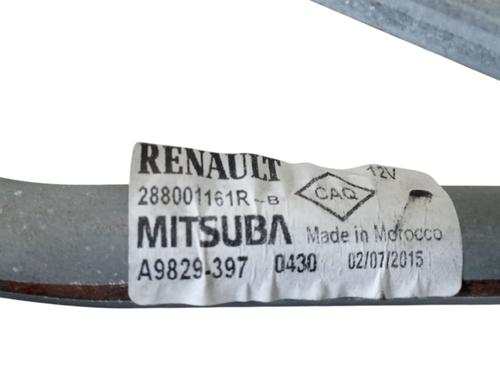 RENAULT
288001161R-B CAQ 12V
MITSUBA Made in Morocco
A9829-397 0430 02/07/2015